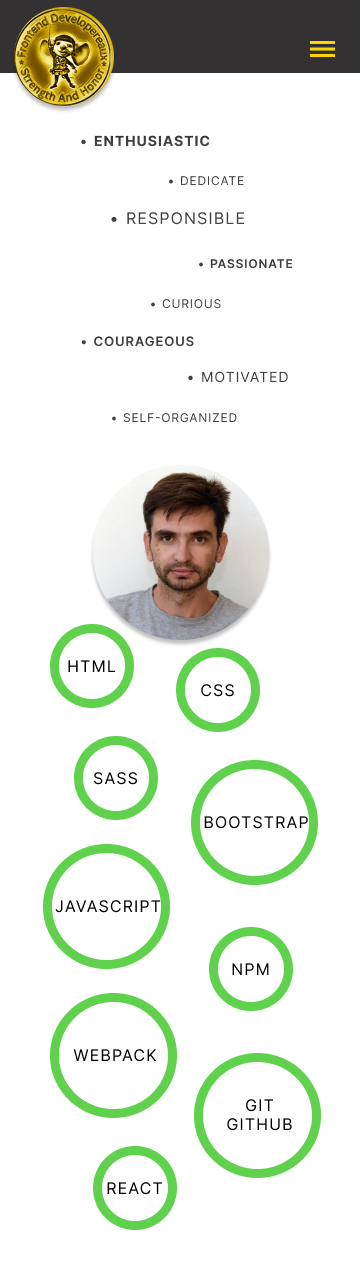 Frontend Developereaux
Strength And Honor
• ENTHUSIASTIC
• DEDICATE
• RESPONSIBLE
• PASSIONATE
• CURIOUS
• COURAGEOUS
• MOTIVATED
• SELF-ORGANIZED
HTML
CSS
SASS
BOOTSTRAP
JAVASCRIPT
NPM
WEBPACK
GIT
GITHUB
REACT